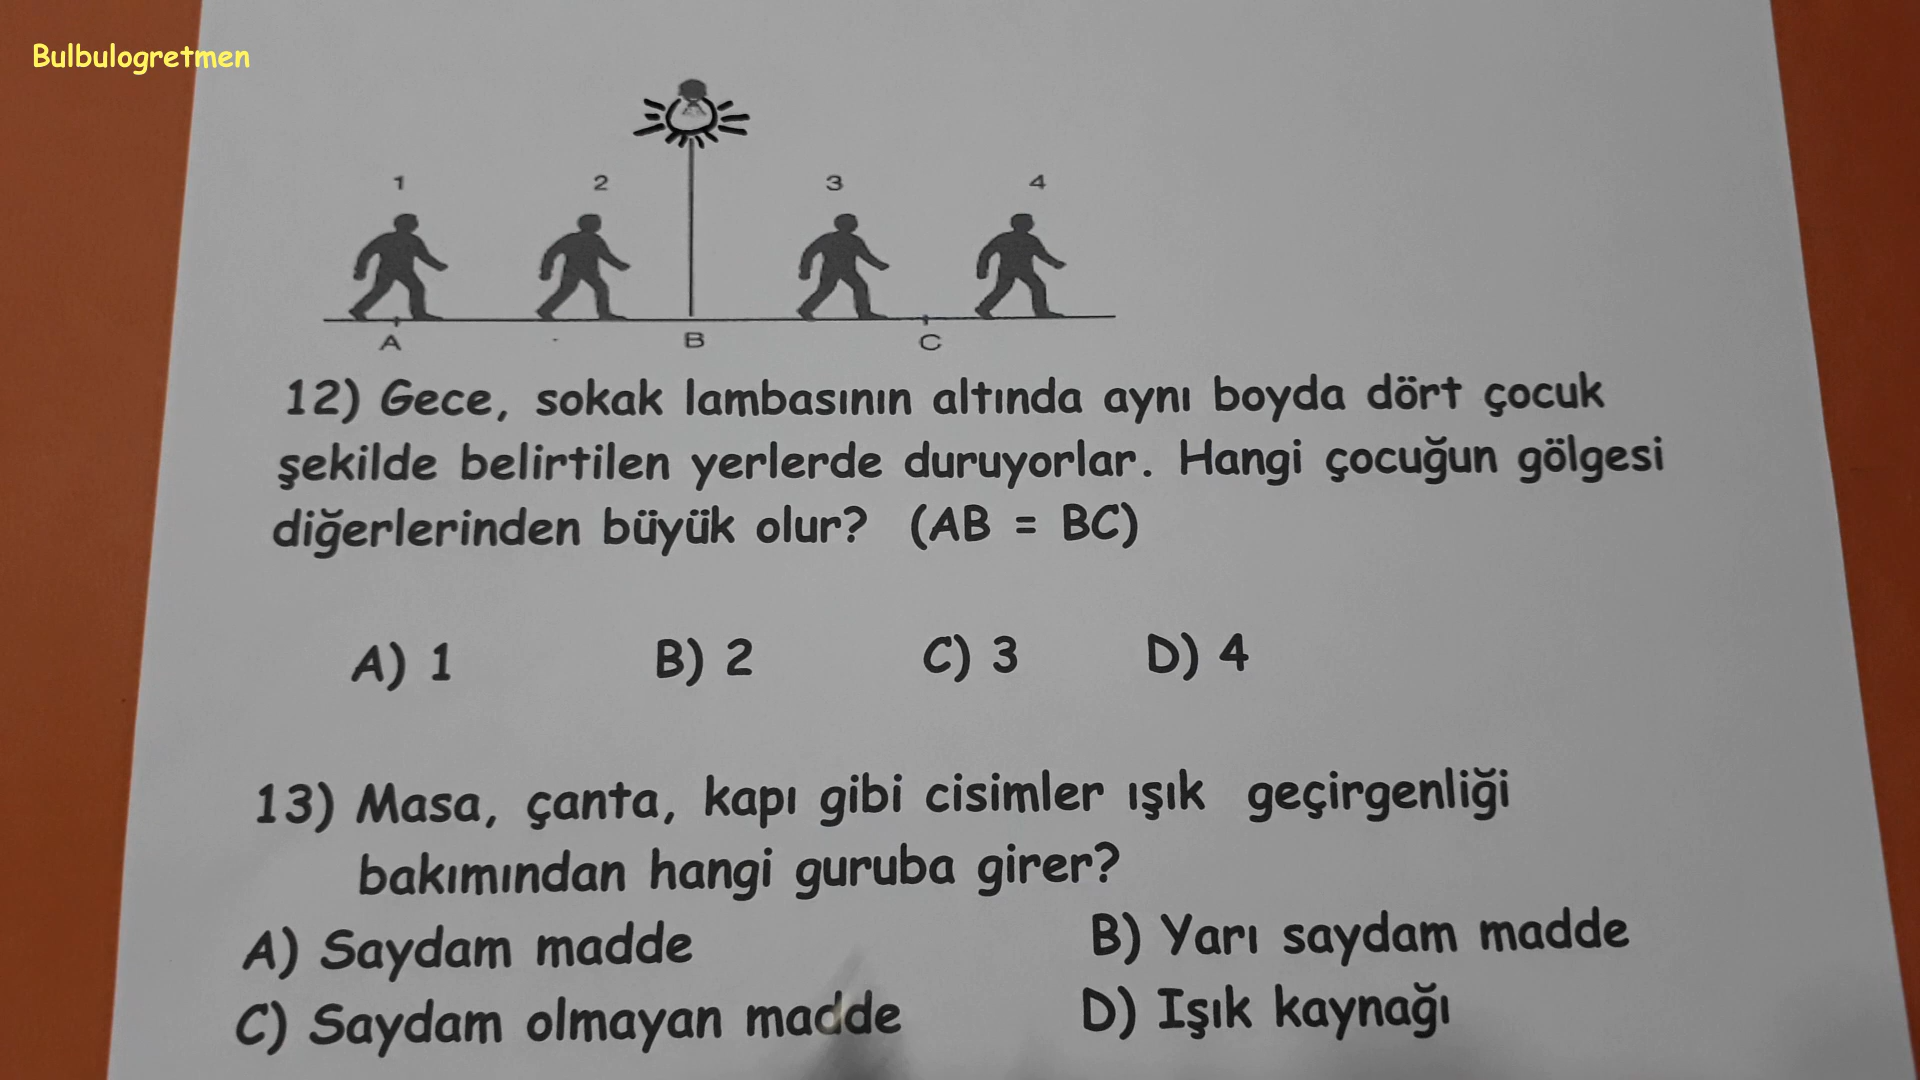 Bulbulogretmen
1 2 3 4
A B C
12) Gece, sokak lambasının altında aynı boyda dört çocuk
şekilde belirtilen yerlerde duruyorlar. Hangi çocuğun gölgesi
diğerlerinden büyük olur? (AB = BC)
A) 1 B) 2 C) 3 D) 4
13) Masa, çanta, kapı gibi cisimler ışık geçirgenliği
bakımından hangi guruba girer?
A) Saydam madde B) Yarı saydam madde
C) Saydam olmayan madde D) Işık kaynağı